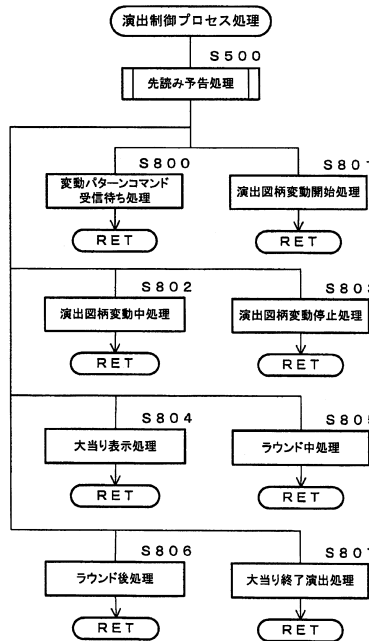 演出制御プロセス処理
S500
先読み予告処理
S800
変動パターンコマンド
受信待ち処理
RET
S801
演出図柄変動開始処理
RET
S802
演出図柄変動中処理
RET
S803
演出図柄変動停止処理
RET
S804
大当り表示処理
RET
S805
ラウンド中処理
RET
S806
ラウンド後処理
RET
S807
大当り終了演出処理
RET